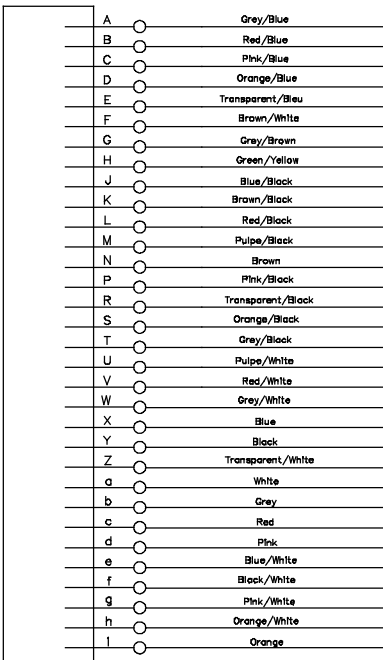 A Grey/Blue
B Red/Blue
C Pink/Blue
D Orange/Blue
E Transparent/Bleu
F Brown/White
G Grey/Brown
H Green/Yellow
J Blue/Black
K Brown/Black
L Red/Black
M Pulpe/Black
N Brown
P Pink/Black
R Transparent/Black
S Orange/Black
T Grey/Black
U Pulpe/White
V Red/White
W Grey/White
X Blue
Y Black
Z Transparent/White
a White
b Grey
c Red
d Pink
e Blue/White
f Black/White
g Pink/White
h Orange/White
1 Orange